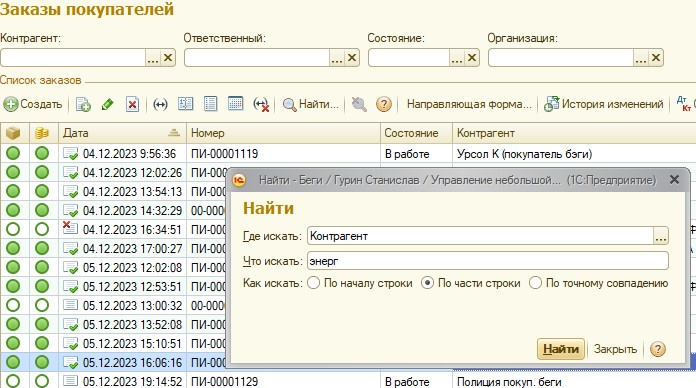 Заказы покупателей
Контрагент: Ответственный: Состояние: Организация:
... ... ... ...
Список заказов
Создать Найти... Направляющая форма... История изменений Дт Кт
Дата Номер Состояние Контрагент
04.12.2023 9:56:36 ПИ-00001119 В работе Урсол К (покупатель бэги)
04.12.2023 12:02:26 ПИ-000
04.12.2023 13:54:13 ПИ-000
04.12.2023 14:32:29 00-000
04.12.2023 16:34:51 ПИ-000
04.12.2023 17:00:27 ПИ-000
05.12.2023 12:02:08 ПИ-000
05.12.2023 12:53:51 ПИ-000
05.12.2023 13:00:32 00-000
05.12.2023 13:52:08 ПИ-000
05.12.2023 15:10:51 ПИ-000
05.12.2023 16:06:16 ПИ-000
05.12.2023 19:14:52 ПИ-00001129 В работе Полиция покуп. беги
1С Найти - Беги / Гурин Станислав / Управление небольшой... (1С:Предприятие)
Найти
Где искать: Контрагент ...
Что искать: энерг
Как искать: По началу строки По части строки По точному совпадению
Найти Закрыть ?